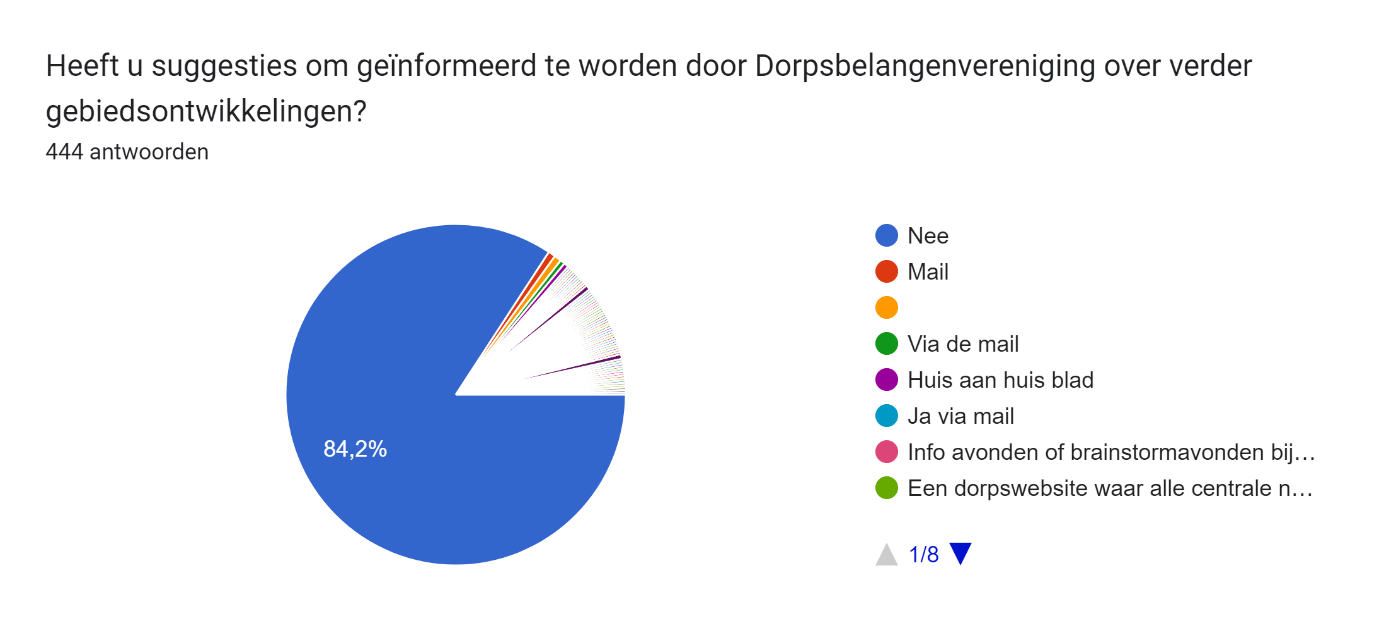 Heeft u suggesties om geïnformeerd te worden door Dorpsbelangenvereniging over verder
gebiedsontwikkelingen?
444 antwoorden
84,2%
Nee
Mail
Via de mail
Huis aan huis blad
Ja via mail
Info avonden of brainstormavonden bij…
Een dorpswebsite waar alle centrale n…
1/8